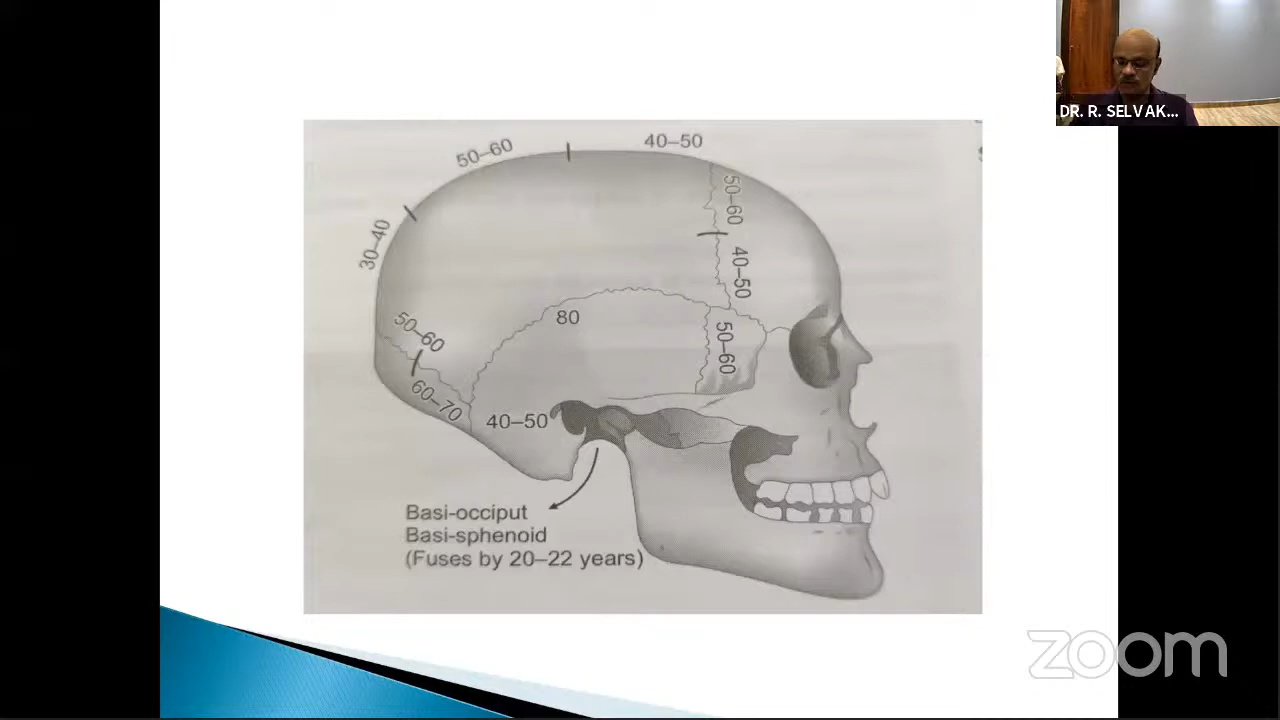 DR. R. SELVAK...
50–60
40–50
30–40
50–60
40–50
50–60
80
50–60
60–70
40–50
Basi-occiput
Basi-sphenoid
(Fuses by 20–22 years)
zoom